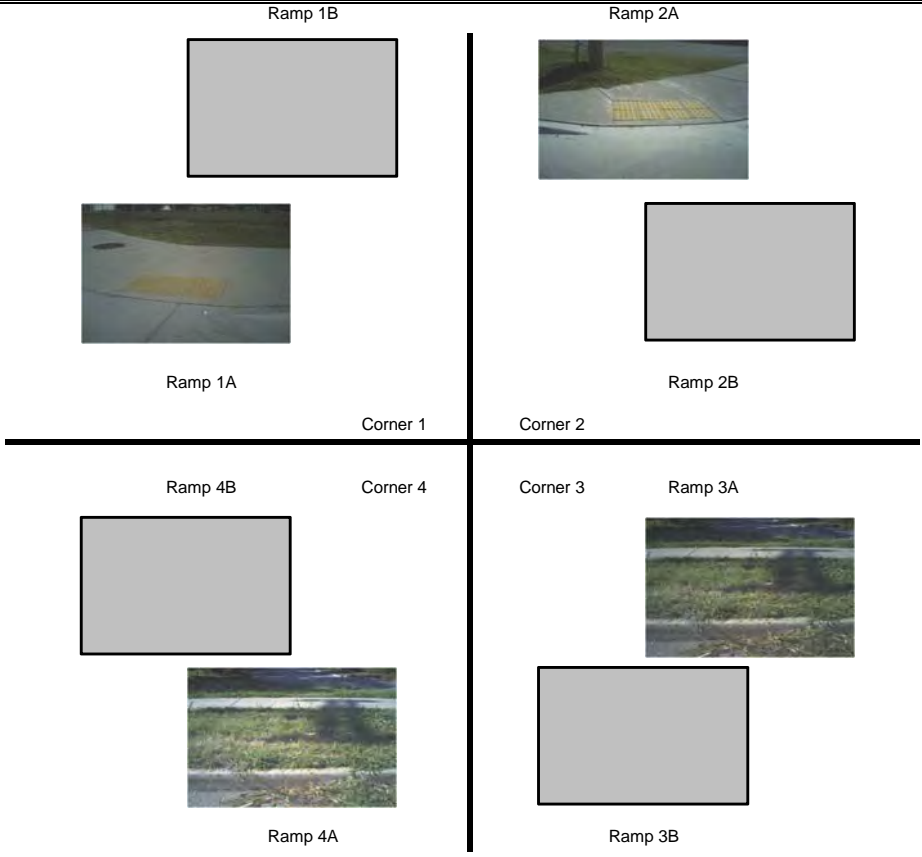 Ramp 1B
Ramp 2A
Ramp 1A
Ramp 2B
Corner 1
Corner 2
Ramp 4B
Corner 4
Corner 3
Ramp 3A
Ramp 4A
Ramp 3B